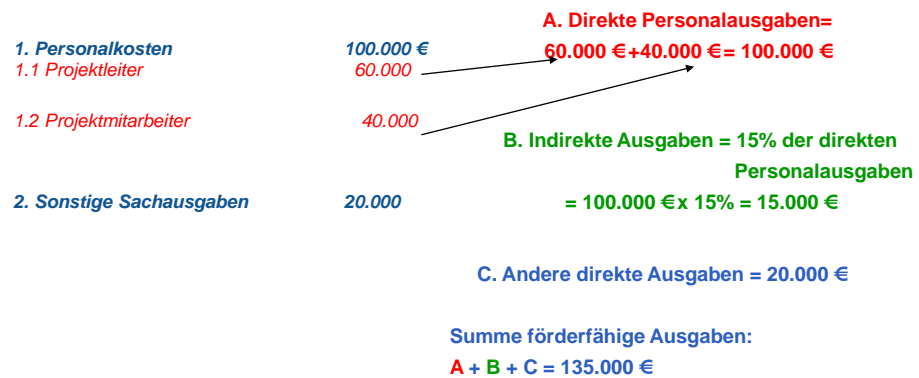 A. Direkte Personalausgaben=
1. Personalkosten 100.000 € 60.000 €+40.000 €= 100.000 €
1.1 Projektleiter 60.000
1.2 Projektmitarbeiter 40.000
B. Indirekte Ausgaben = 15% der direkten
Personalausgaben
2. Sonstige Sachausgaben 20.000 = 100.000 €x 15% = 15.000 €
C. Andere direkte Ausgaben = 20.000 €
Summe förderfähige Ausgaben:
A + B + C = 135.000 €